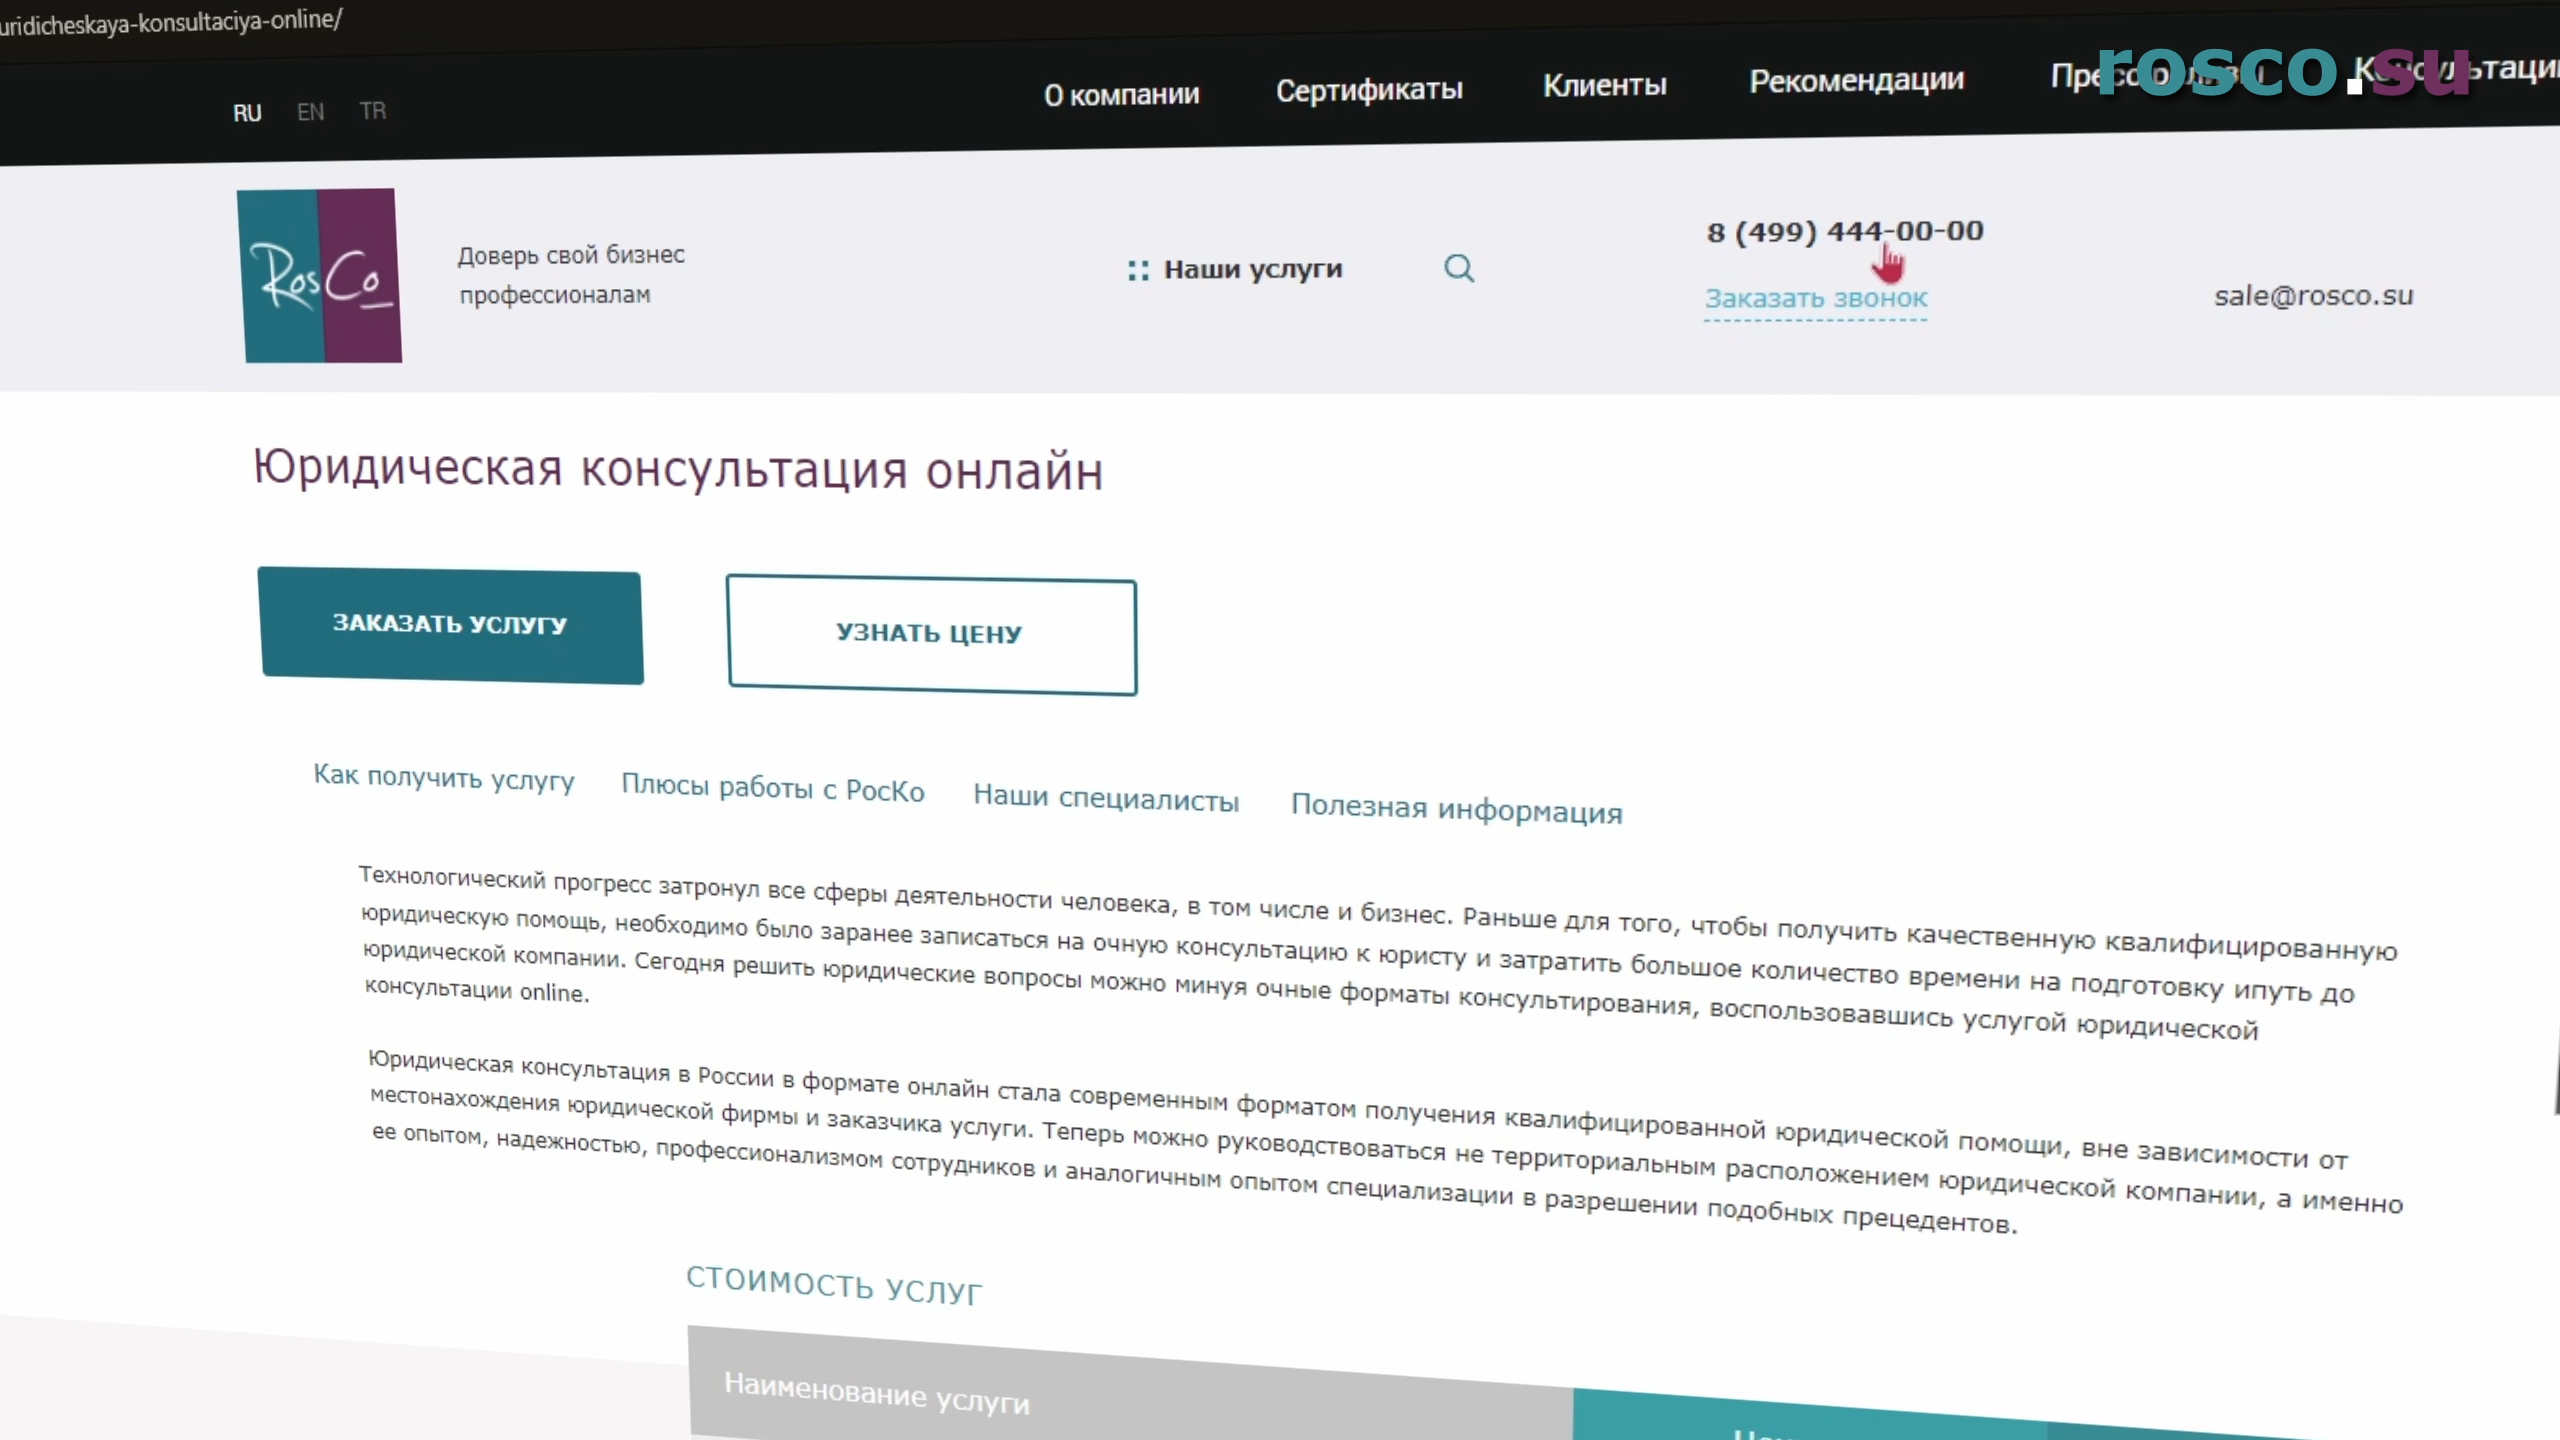 uridicheskaya-konsultaciya-online/
RU EN TR
О компании Сертификаты Клиенты Рекомендации
rosco.su
RosCo
Доверь свой бизнес
профессионалам
Наши услуги
8 (499) 444-00-00
Заказать звонок
sale@rosco.su
Юридическая консультация онлайн
ЗАКАЗАТЬ УСЛУГУ
УЗНАТЬ ЦЕНУ
Как получить услугу Плюсы работы с РосКо Наши специалисты Полезная информация
Технологический прогресс затронул все сферы деятельности человека, в том числе и бизнес. Раньше для того, чтобы получить качественную квалифицированную
юридическую помощь, необходимо было заранее записаться на очную консультацию к юристу и затратить большое количество времени на подготовку ипуть до
юридической компании. Сегодня решить юридические вопросы можно минуя очные форматы консультирования, воспользовавшись услугой юридической
консультации online.
Юридическая консультация в России в формате онлайн стала современным форматом получения квалифицированной юридической помощи, вне зависимости от
местонахождения юридической фирмы и заказчика услуги. Теперь можно руководствоваться не территориальным расположением юридической компании, а именно
ее опытом, надежностью, профессионализмом сотрудников и аналогичным опытом специализации в разрешении подобных прецедентов.
СТОИМОСТЬ УСЛУГ
Наименование услуги